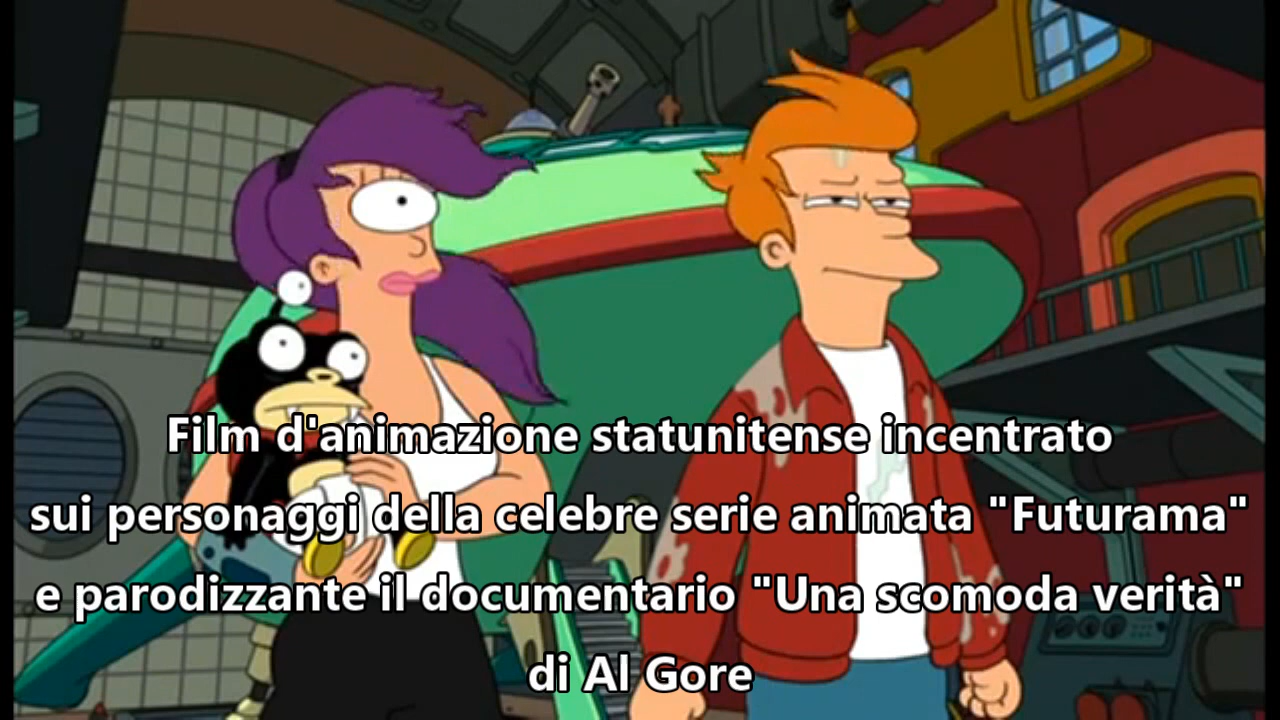 Film d'animazione statunitense incentrato
sui personaggi della celebre serie animata "Futurama"
e parodizzante il documentario "Una scomoda verità"
di Al Gore